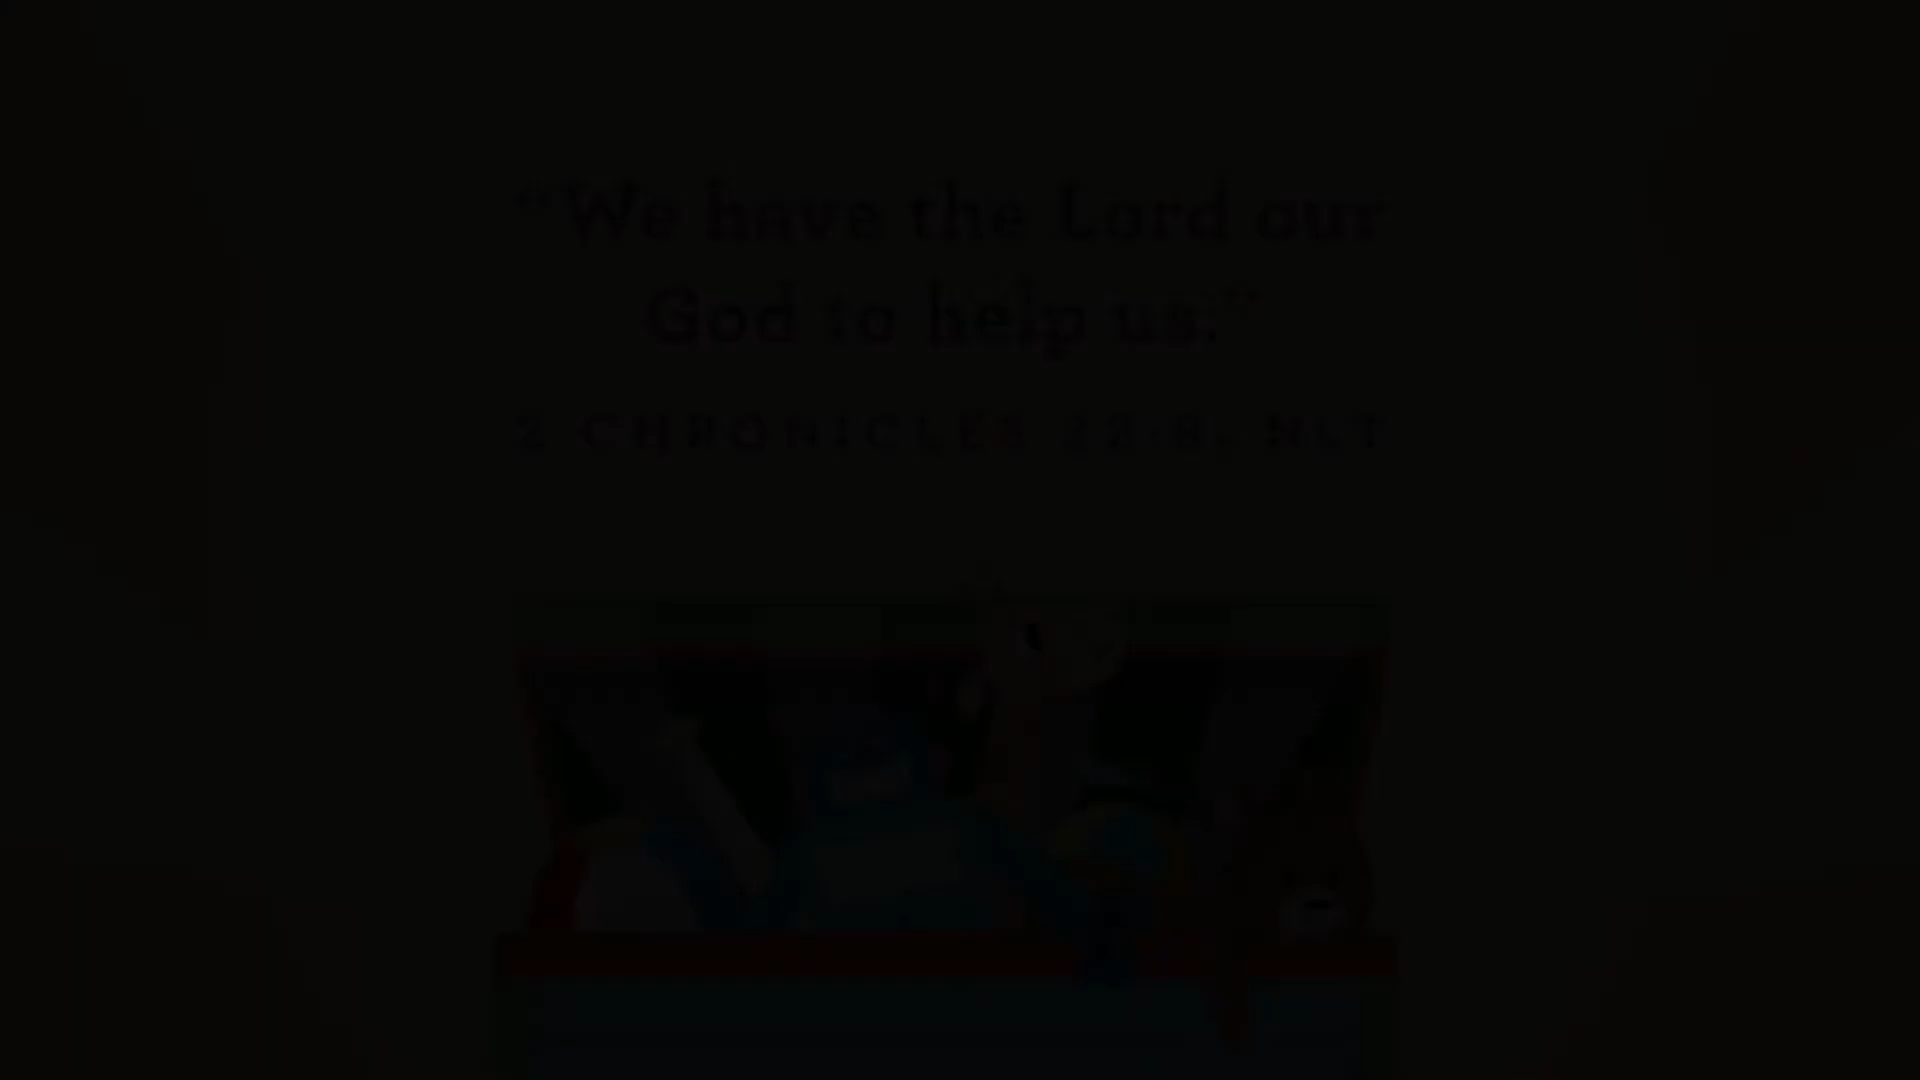 “We have the Lord our
God to help us.”
2 CHRONICLES 32:8, NLT